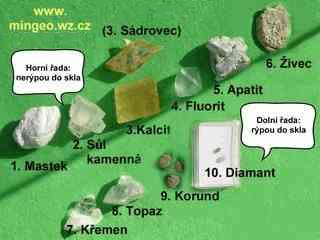 www.
mingeo.wz.cz
(3. Sádrovec)
Horní řada:
nerýpou do skla
6. Živec
5. Apatit
4. Fluorit
3.Kalcit
Dolní řada:
rýpou do skla
2. Sůl
kamenná
1. Mastek
10. Diamant
9. Korund
8. Topaz
7. Křemen